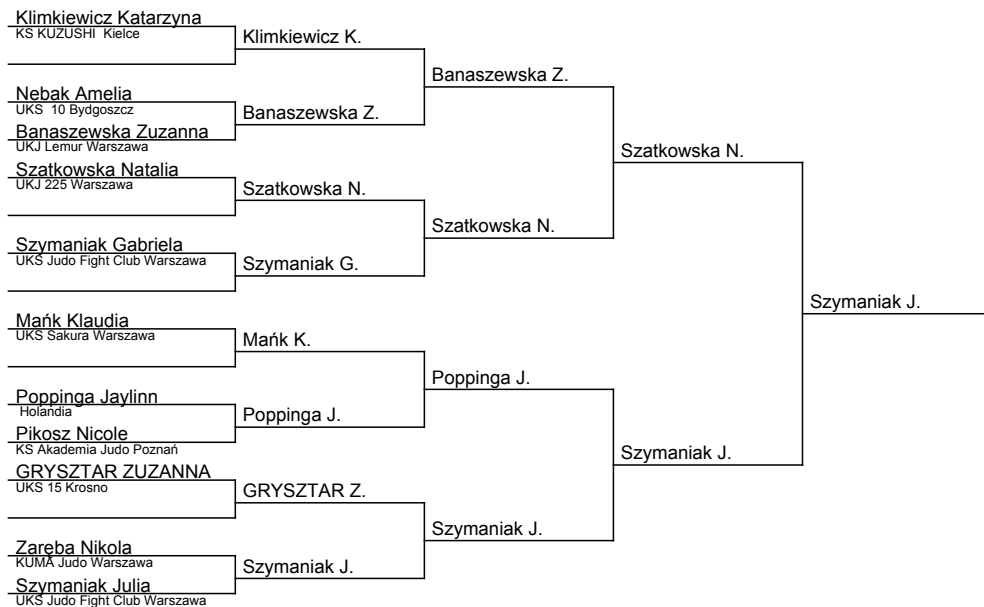 Klimkiewicz Katarzyna
KS KUZUSHI  Kielce
Klimkiewicz K.
Banaszewska Z.
Nebak Amelia
UKS  10 Bydgoszcz
Banaszewska Z.
Banaszewska Zuzanna
UKJ Lemur Warszawa
Szatkowska N.
Szatkowska Natalia
UKJ 225 Warszawa
Szatkowska N.
Szatkowska N.
Szymaniak Gabriela
UKS Judo Fight Club Warszawa
Szymaniak G.
Szymaniak J.
Mańk Klaudia
UKS Sakura Warszawa
Mańk K.
Poppinga J.
Poppinga Jaylinn
Holandia
Poppinga J.
Pikosz Nicole
KS Akademia Judo Poznań
Szymaniak J.
GRYSZTAR ZUZANNA
UKS 15 Krosno
GRYSZTAR Z.
Szymaniak J.
Zaręba Nikola
KUMA Judo Warszawa
Szymaniak J.
Szymaniak Julia
UKS Judo Fight Club Warszawa